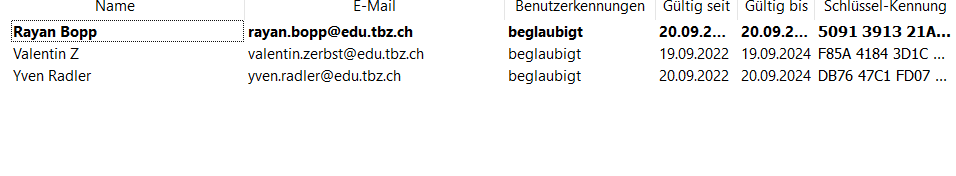 Name E-Mail Benutzerkennungen Gültig seit Gültig bis Schlüssel-Kennung
Rayan Bopp rayan.bopp@edu.tbz.ch beglaubigt 20.09.2... 20.09.2... 5091 3913 21A...
Valentin Z valentin.zerbst@edu.tbz.ch beglaubigt 19.09.2022 19.09.2024 F85A 4184 3D1C ...
Yven Radler yven.radler@edu.tbz.ch beglaubigt 20.09.2022 20.09.2024 DB76 47C1 FD07 ...